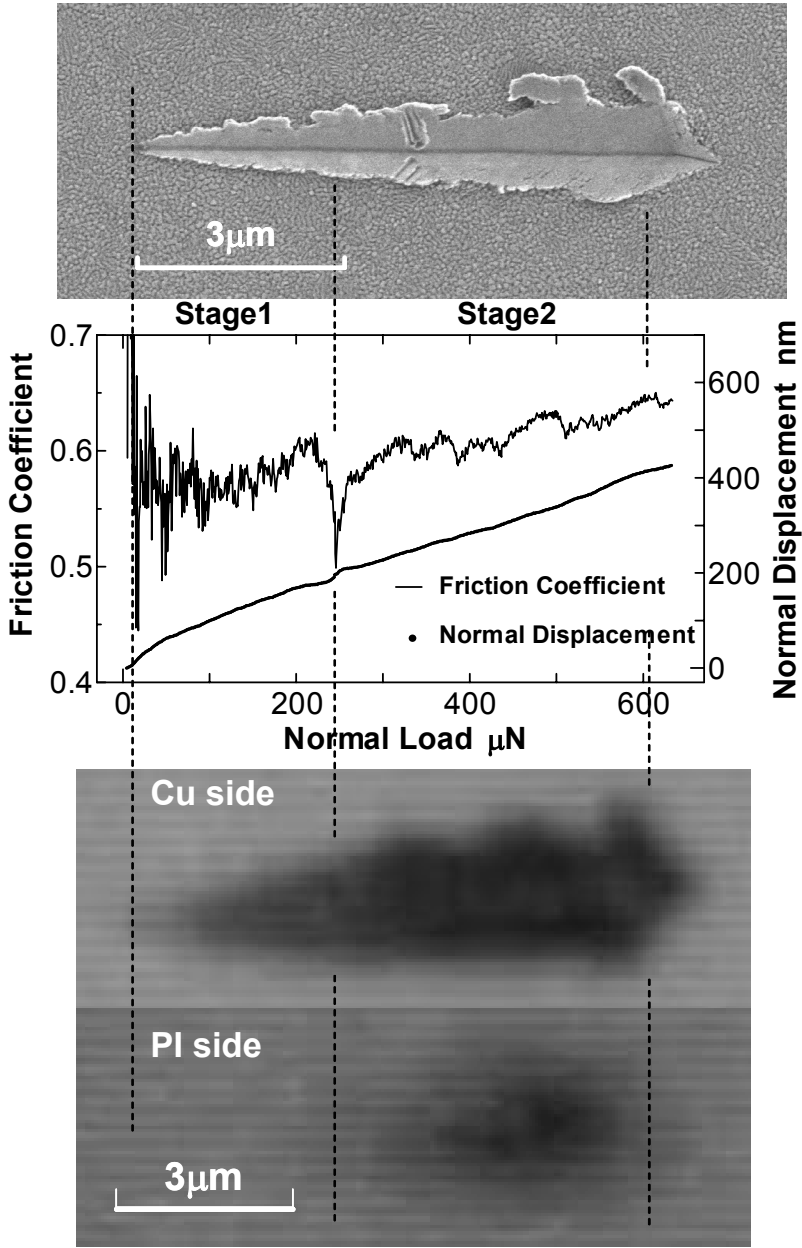 3μm
Stage1
Stage2
0.7
0.6
0.5
0.4
Friction Coefficient
600
400
200
0
Normal Displacement nm
Friction Coefficient
Normal Displacement
0
200
400
600
Normal Load μN
Cu side
PI side
3μm